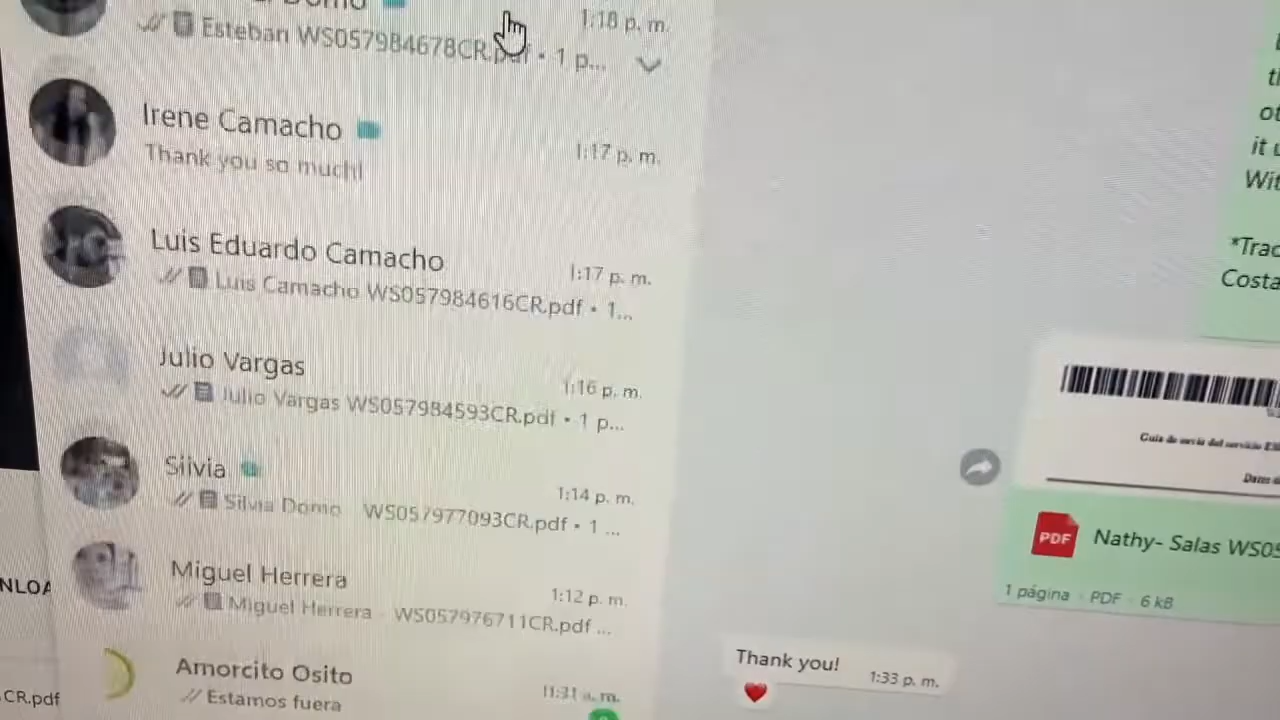 1:18 p. m.
Esteban WS057984678CR.pdf • 1 p...
Irene Camacho
1:17 p. m.
Thank you so much!
Luis Eduardo Camacho
1:17 p. m.
Luis Camacho WS057984616CR.pdf • 1...
Julio Vargas
1:16 p. m.
Julio Vargas WS057984593CR.pdf • 1 p...
Silvia
1:14 p. m.
Silvia Domo WS057977093CR.pdf • 1 ...
Miguel Herrera
1:12 p. m.
Miguel Herrera - WS057976711CR.pdf ...
Amorcito Osito
11:31 a. m.
Estamos fuera
NLOA
CR.pdf
it u
Wit
*Trac
Costa
Guía de envío del servicio
Datos d
PDF
Nathy- Salas WS05
1 página • PDF • 6 kB
Thank you!
1:33 p. m.